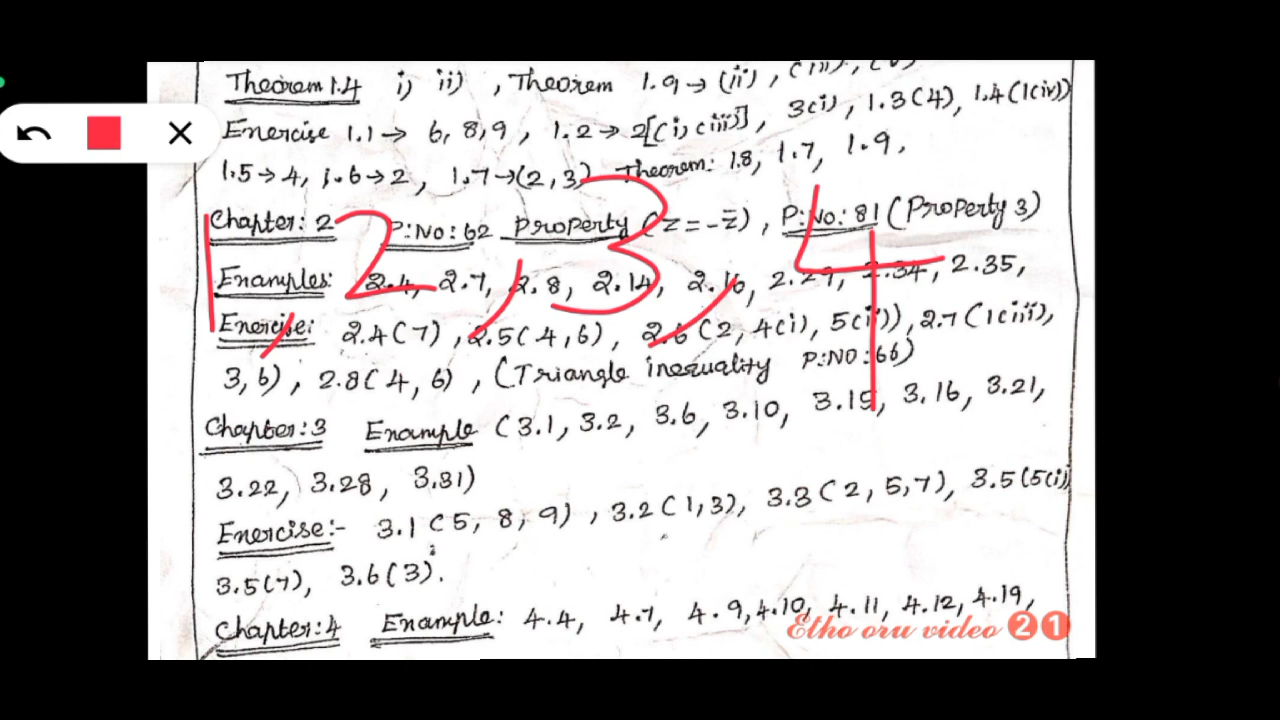 Theorem 1.4 i) ii) , Theorem 1.9→(ii) , (iii), (v)
Exercise 1.1→ 6, 8, 9 , 1.2→ 2[(i, ciii)] , 3(i) , 1.3(4), 1.4(1(iv))
1.5→4, 1.6→2 , 1.7→(2,3) Theorem: 1.8, 1.7, 1.9.
Chapter: 2 P:No: 62 Property (z = -z̄) , P:No: 81 (Property 3)
Examples: 2.4, 2.7, 2.8, 2.14, 2.16, 2.29, 2.34, 2.35,
Exercise: 2.4(7) , 2.5(4,6) , 2.6(2, 4(i), 5(ii)) , 2.7(1(iii),
3, 6) , 2.8(4, 6) , (Triangle inequality P:NO:66)
Chapter:3 Example (3.1, 3.2, 3.6, 3.10, 3.15, 3.16, 3.21,
3.22, 3.28, 3.31)
Exercise:- 3.1(5, 8, 9) , 3.2(1,3), 3.3(2, 5,7), 3.5(5(i)
3.5(7), 3.6(3).
Chapter:4 Example: 4.4, 4.7, 4.9, 4.10, 4.11, 4.12, 4.19,
1, 2, 3, 4
Etho oru video 21